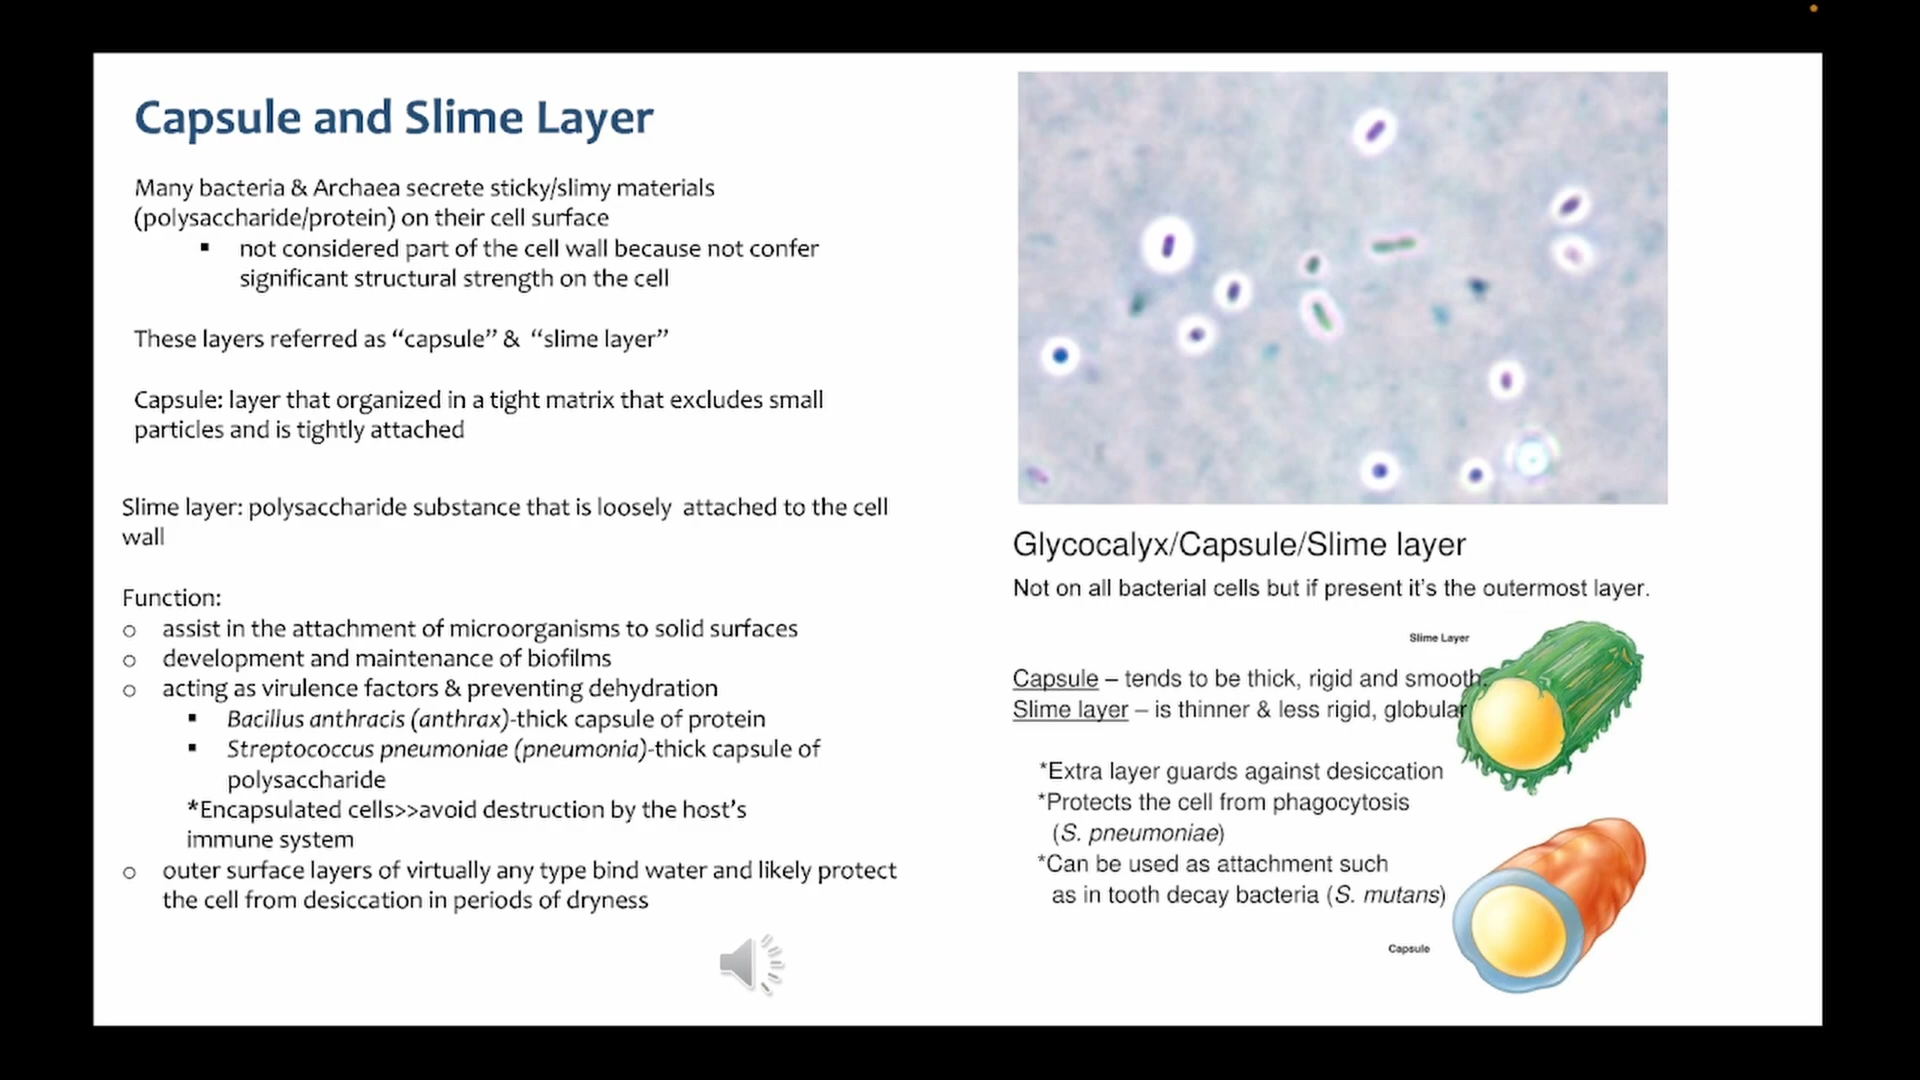 Capsule and Slime Layer
Many bacteria & Archaea secrete sticky/slimy materials
(polysaccharide/protein) on their cell surface
▪ not considered part of the cell wall because not confer
significant structural strength on the cell
These layers referred as “capsule” & “slime layer”
Capsule: layer that organized in a tight matrix that excludes small
particles and is tightly attached
Slime layer: polysaccharide substance that is loosely attached to the cell
wall
Function:
o assist in the attachment of microorganisms to solid surfaces
o development and maintenance of biofilms
o acting as virulence factors & preventing dehydration
▪ Bacillus anthracis (anthrax)-thick capsule of protein
▪ Streptococcus pneumoniae (pneumonia)-thick capsule of
polysaccharide
*Encapsulated cells>>avoid destruction by the host’s
immune system
o outer surface layers of virtually any type bind water and likely protect
the cell from desiccation in periods of dryness
Glycocalyx/Capsule/Slime layer
Not on all bacterial cells but if present it’s the outermost layer.
Slime Layer
Capsule – tends to be thick, rigid and smooth.
Slime layer – is thinner & less rigid, globular
*Extra layer guards against desiccation
*Protects the cell from phagocytosis
(S. pneumoniae)
*Can be used as attachment such
as in tooth decay bacteria (S. mutans)
Capsule